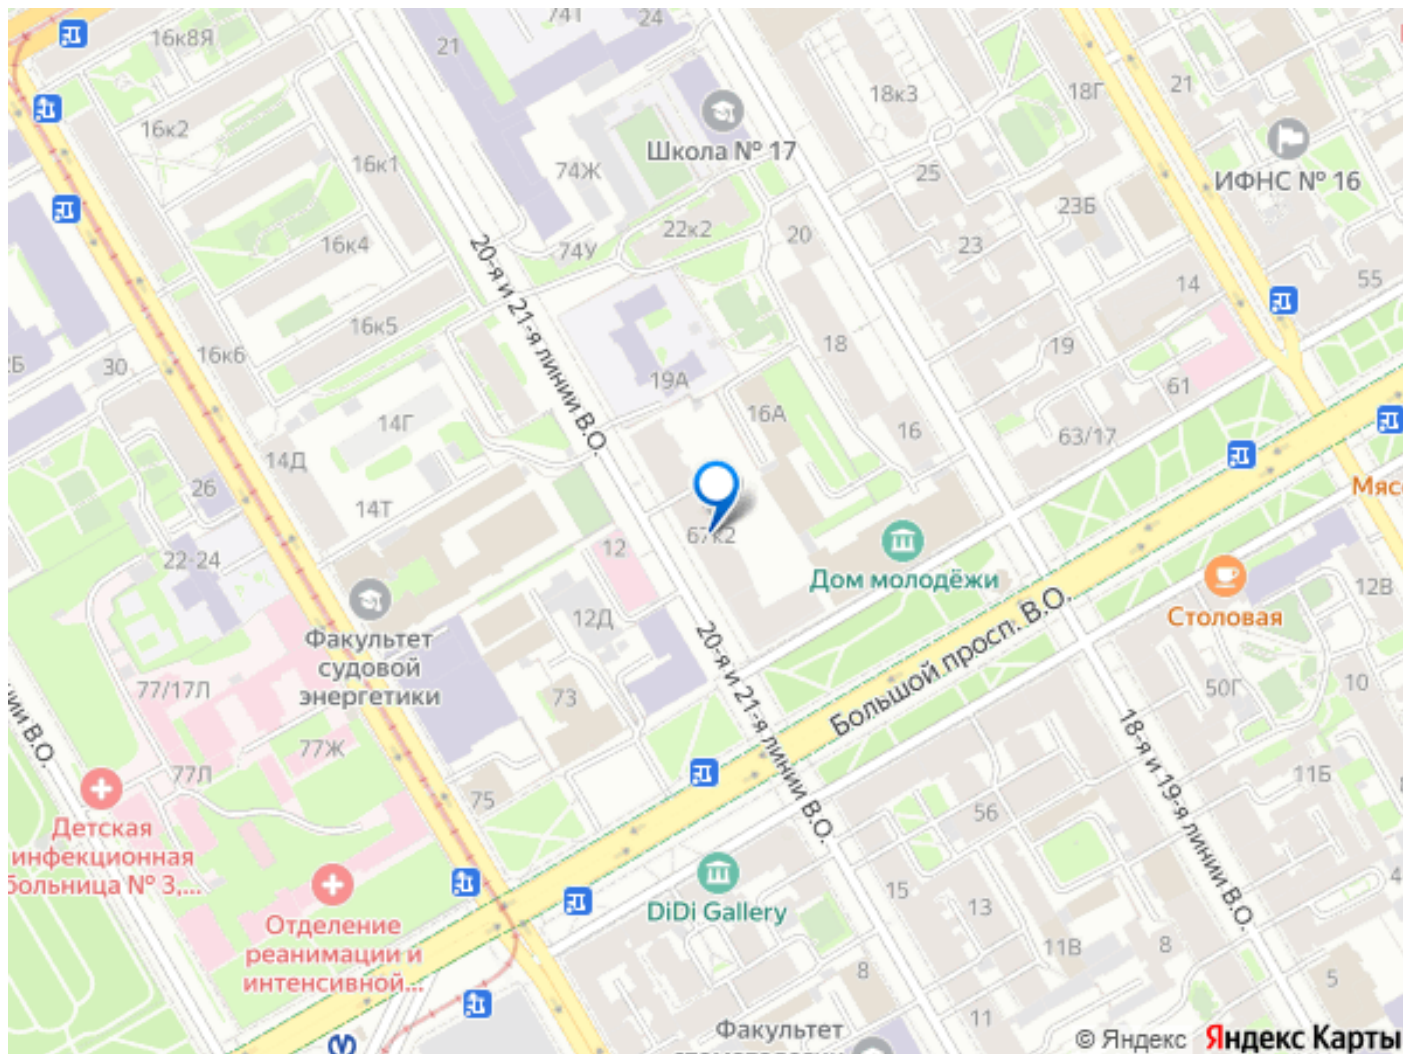 74Т
24
16к8Я
21
18к3
18Г
21
16к2
Школа № 17
16к1
74Ж
25
ИФНС № 16
23Б
22к2
20
23
16к4
74У
20-я и 21-я линии В.О.
55
14
16к5
18
19
30
16к6
19А
61
16А
14Г
16
63/17
14Д
26
Мясо
14Т
67к2
12
Дом молодёжи
22-24
Столовая
12В
12Д
Факультет
судовой
энергетики
20-я и 21-я линии В.О.
Большой просп. В.О.
77/17Л
73
50Г
10
18-я и 19-я линии В.О.
77Ж
77Л
11Б
75
56
Детская
инфекционная
больница № 3,...
DiDi Gallery
15
13
Отделение
реанимации и
интенсивной...
11В
8
8
5
11
Факультет
© Яндекс Яндекс Карты